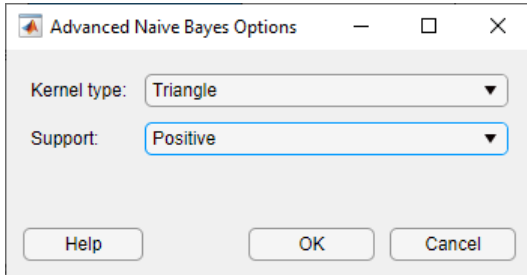 Advanced Naive Bayes Options
Kernel type: Triangle
Support: Positive
Help OK Cancel